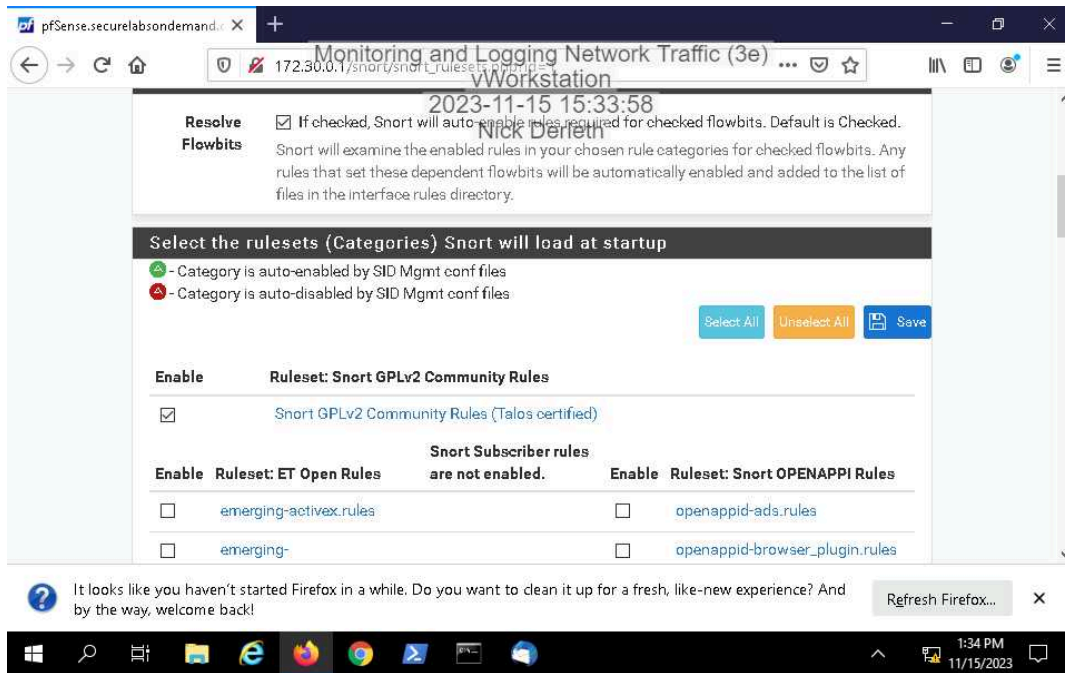 pfSense.securelabsondemand.c
172.30.0.1/snort/snort_rulesets.php?id=
Monitoring and Logging Network Traffic (3e)
vWorkstation
2023-11-15 15:33:58
Nick Derleth
Resolve Flowbits
If checked, Snort will auto-enable rules required for checked flowbits. Default is Checked.
Snort will examine the enabled rules in your chosen rule categories for checked flowbits. Any
rules that set these dependent flowbits will be automatically enabled and added to the list of
files in the interface rules directory.
Select the rulesets (Categories) Snort will load at startup
- Category is auto-enabled by SID Mgmt conf files
- Category is auto-disabled by SID Mgmt conf files
Select All Unselect All Save
Enable Ruleset: Snort GPLv2 Community Rules
Snort GPLv2 Community Rules (Talos certified)
Snort Subscriber rules
Enable Ruleset: ET Open Rules are not enabled. Enable Ruleset: Snort OPENAPPI Rules
emerging-activex.rules openappid-ads.rules
emerging- openappid-browser_plugin.rules
It looks like you haven't started Firefox in a while. Do you want to clean it up for a fresh, like-new experience? And
by the way, welcome back!
Refresh Firefox...
1:34 PM
11/15/2023